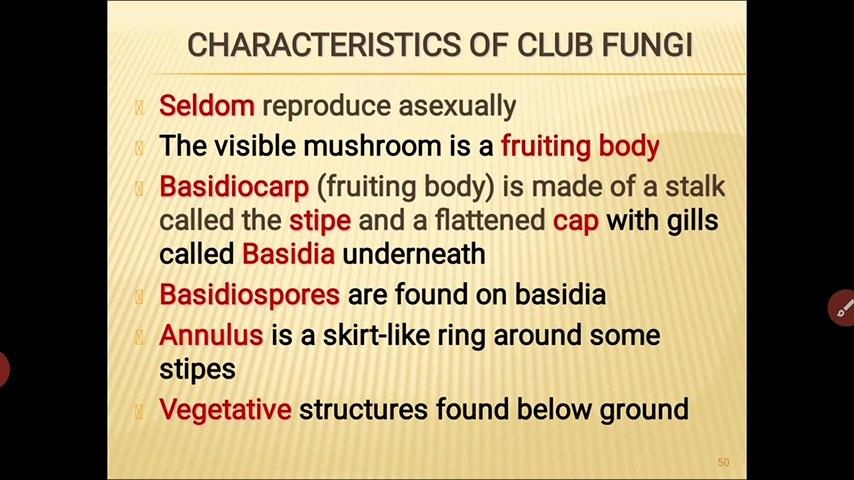 CHARACTERISTICS OF CLUB FUNGI
Seldom reproduce asexually
The visible mushroom is a fruiting body
Basidiocarp (fruiting body) is made of a stalk
called the stipe and a flattened cap with gills
called Basidia underneath
Basidiospores are found on basidia
Annulus is a skirt-like ring around some
stipes
Vegetative structures found below ground
50